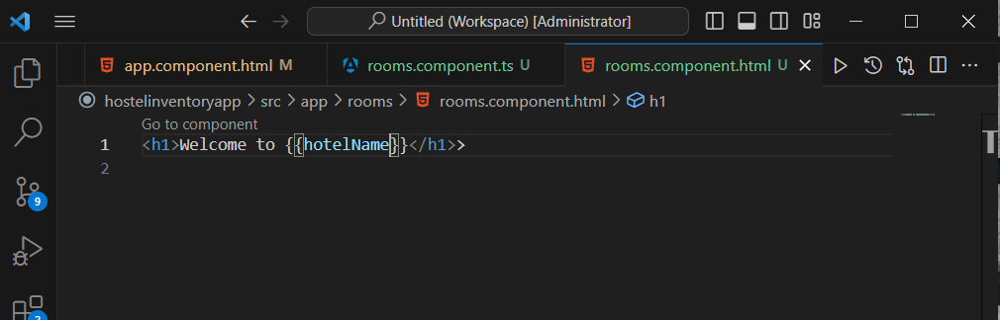 Untitled (Workspace) [Administrator]
app.component.html M
rooms.component.ts U
rooms.component.html U
hostelinventoryapp > src > app > rooms > rooms.component.html > h1
Go to component
1 <h1>Welcome to {{hotelName}}</h1>>
2
9
2
T